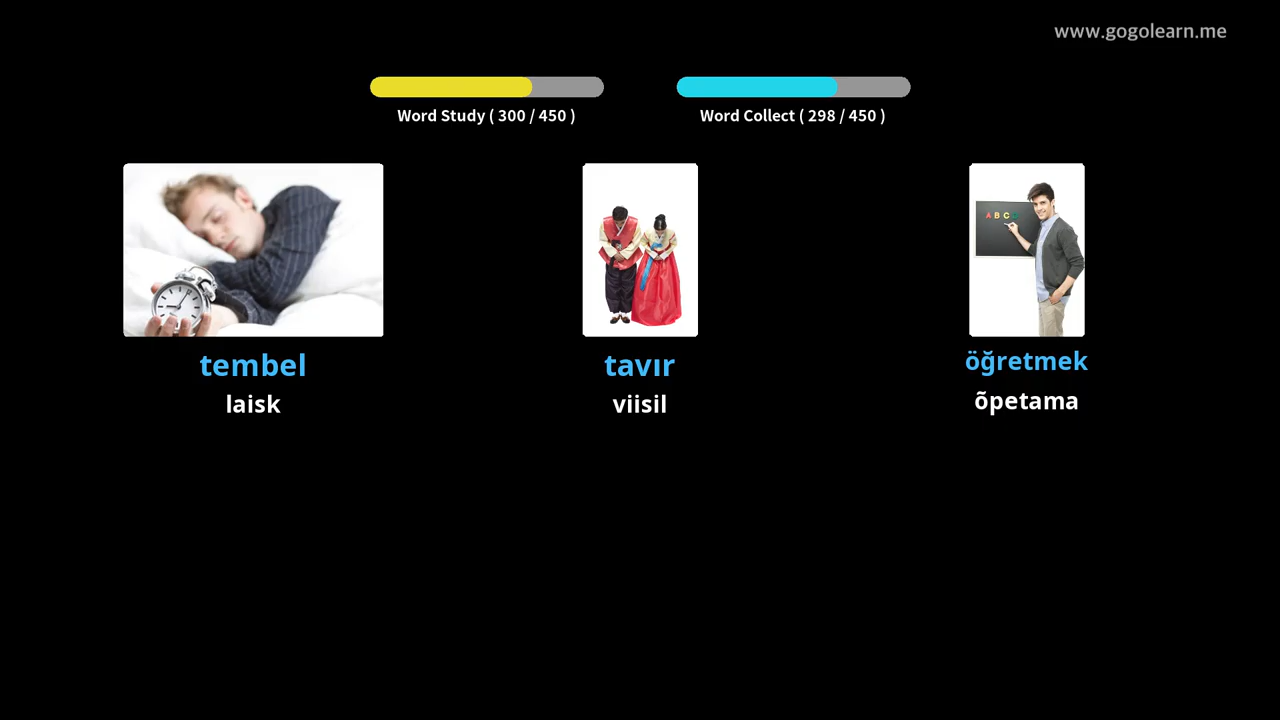 www.gogolearn.me
Word Study ( 300 / 450 )
Word Collect ( 298 / 450 )
A B C D
tembel
tavır
öğretmek
laisk
viisil
õpetama